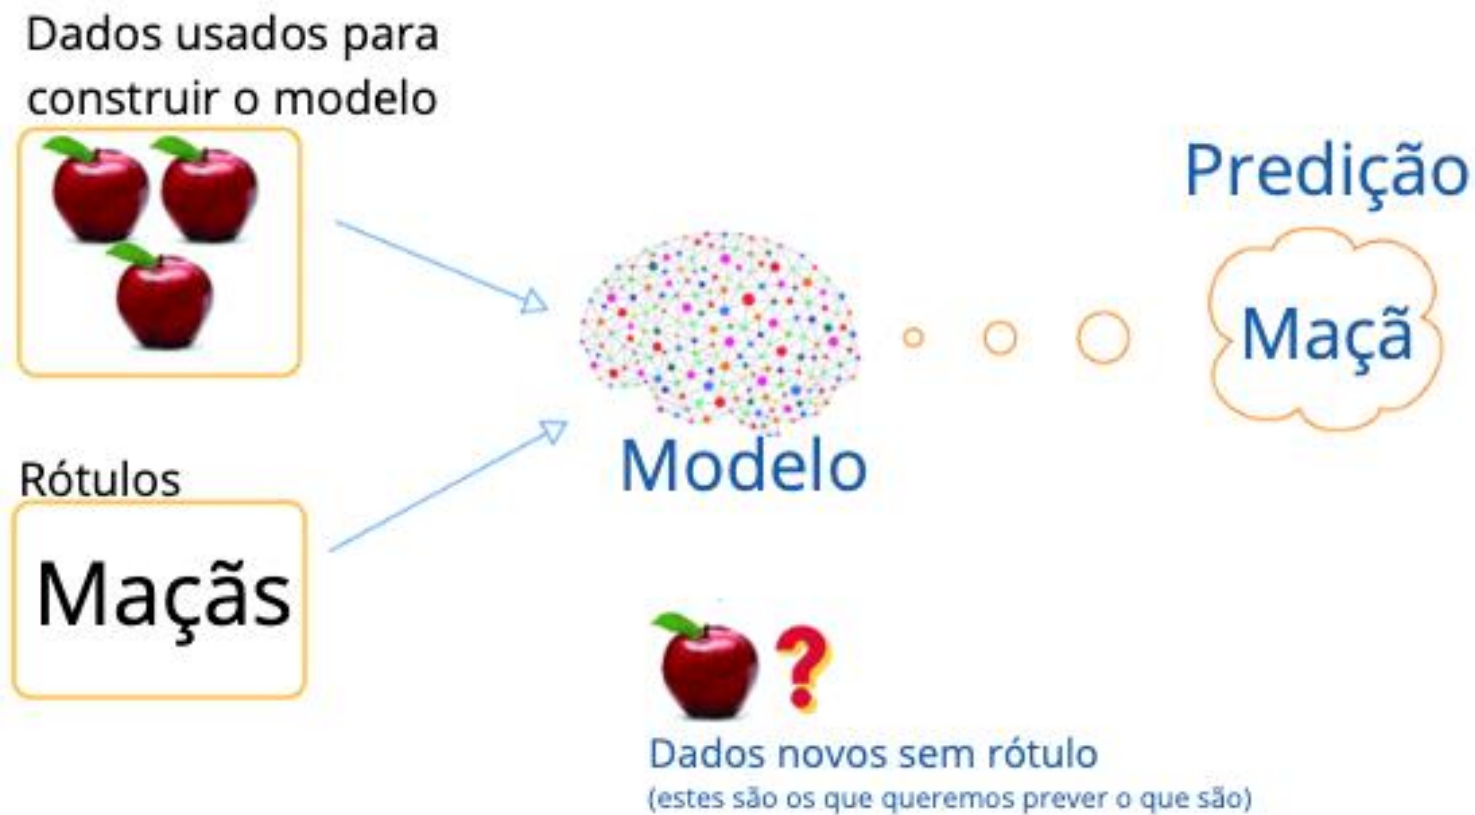 Dados usados para
construir o modelo
Rótulos
Maçãs
Modelo
Predição
Maçã
?
Dados novos sem rótulo
(estes são os que queremos prever o que são)